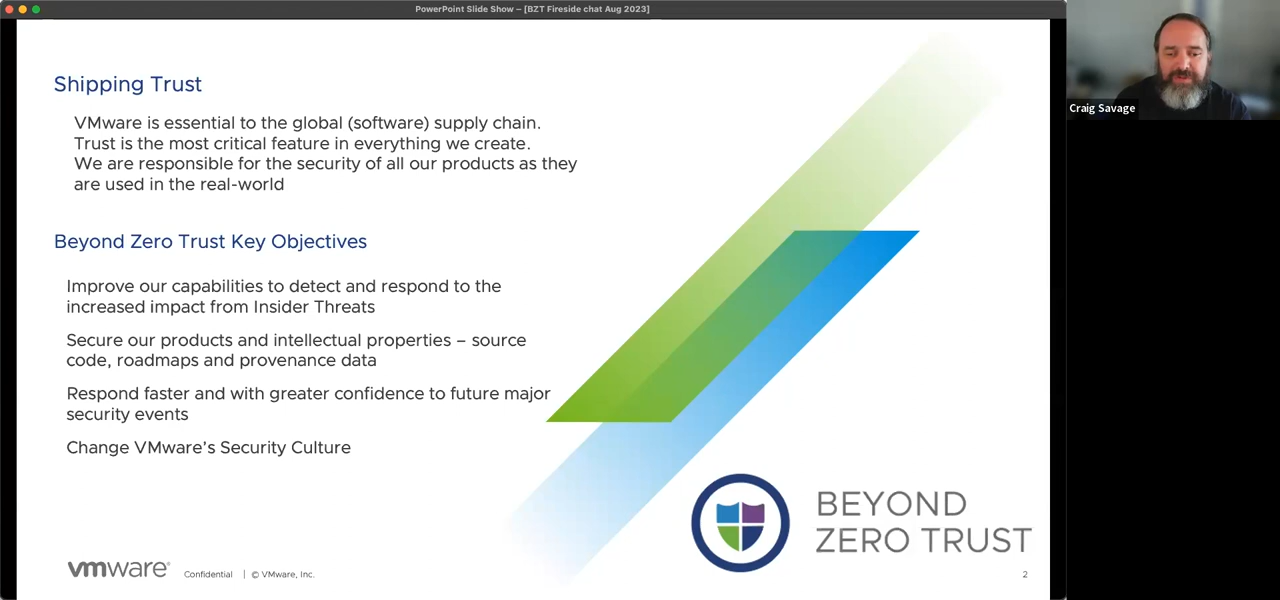 PowerPoint Slide Show – [BZT Fireside chat Aug 2023]
Shipping Trust
VMware is essential to the global (software) supply chain.
Trust is the most critical feature in everything we create.
We are responsible for the security of all our products as they
are used in the real-world
Beyond Zero Trust Key Objectives
Improve our capabilities to detect and respond to the
increased impact from Insider Threats
Secure our products and intellectual properties – source
code, roadmaps and provenance data
Respond faster and with greater confidence to future major
security events
Change VMware’s Security Culture
BEYOND
ZERO TRUST
vmware®
Confidential | © VMware, Inc.
2
Craig Savage